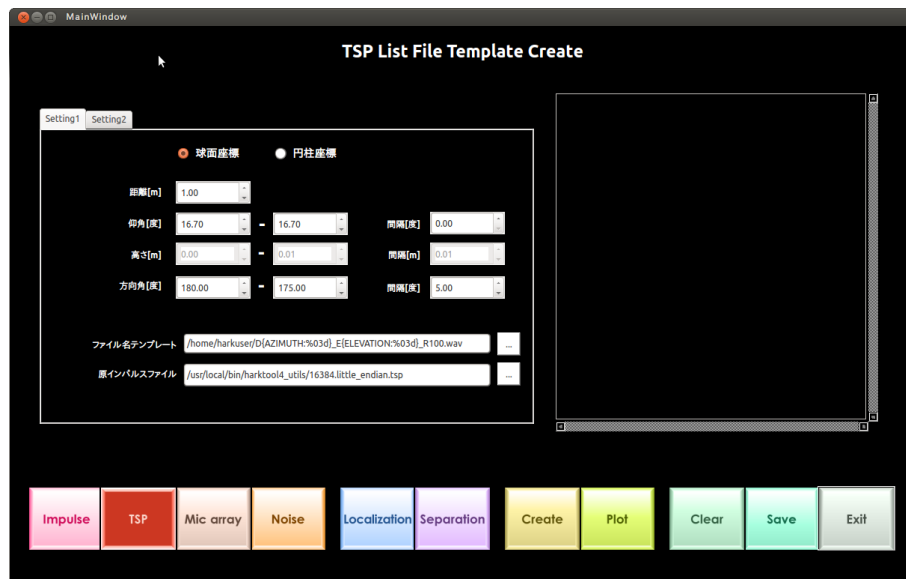 MainWindow
TSP List File Template Create
Setting1 Setting2
球面座標 円柱座標
距離[m] 1.00
仰角[度] 16.70 - 16.70 間隔[度] 0.00
高さ[m] 0.00 - 0.01 間隔[m] 0.01
方向角[度] 180.00 - 175.00 間隔[度] 5.00
ファイル名テンプレート /home/harkuser/D{AZIMUTH:%03d}_E{ELEVATION:%03d}_R100.wav ...
原インパルスファイル /usr/local/bin/harktool4_utils/16384.little_endian.tsp ...
Impulse TSP Mic array Noise Localization Separation Create Plot Clear Save Exit